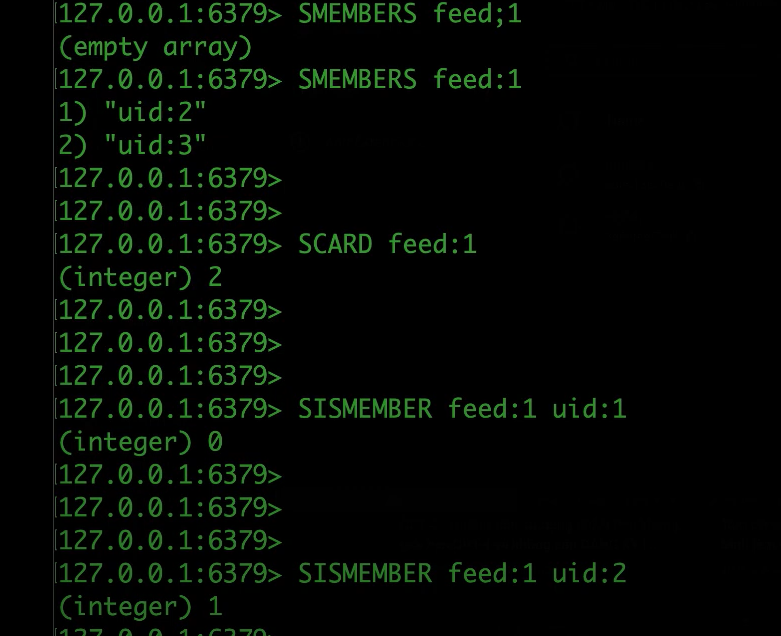 127.0.0.1:6379> SMEMBERS feed;1
(empty array)
127.0.0.1:6379> SMEMBERS feed:1
1) "uid:2"
2) "uid:3"
127.0.0.1:6379>
127.0.0.1:6379>
127.0.0.1:6379> SCARD feed:1
(integer) 2
127.0.0.1:6379>
127.0.0.1:6379>
127.0.0.1:6379>
127.0.0.1:6379> SISMEMBER feed:1 uid:1
(integer) 0
127.0.0.1:6379>
127.0.0.1:6379>
127.0.0.1:6379>
127.0.0.1:6379> SISMEMBER feed:1 uid:2
(integer) 1
127.0.0.1:6379>